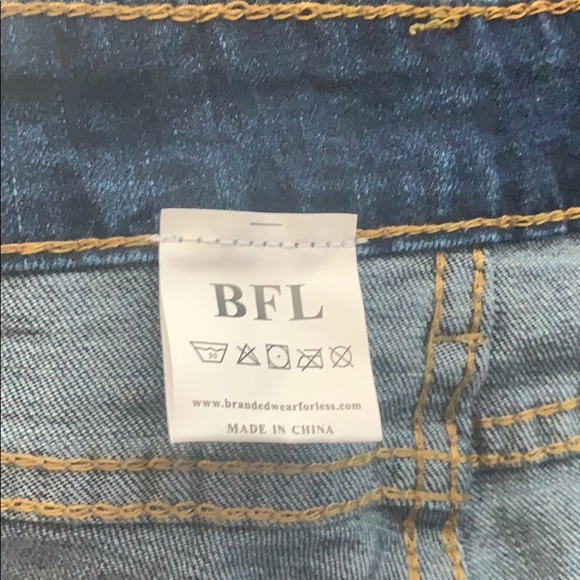 BFL
30
www.brandedwearforless.com
MADE IN CHINA